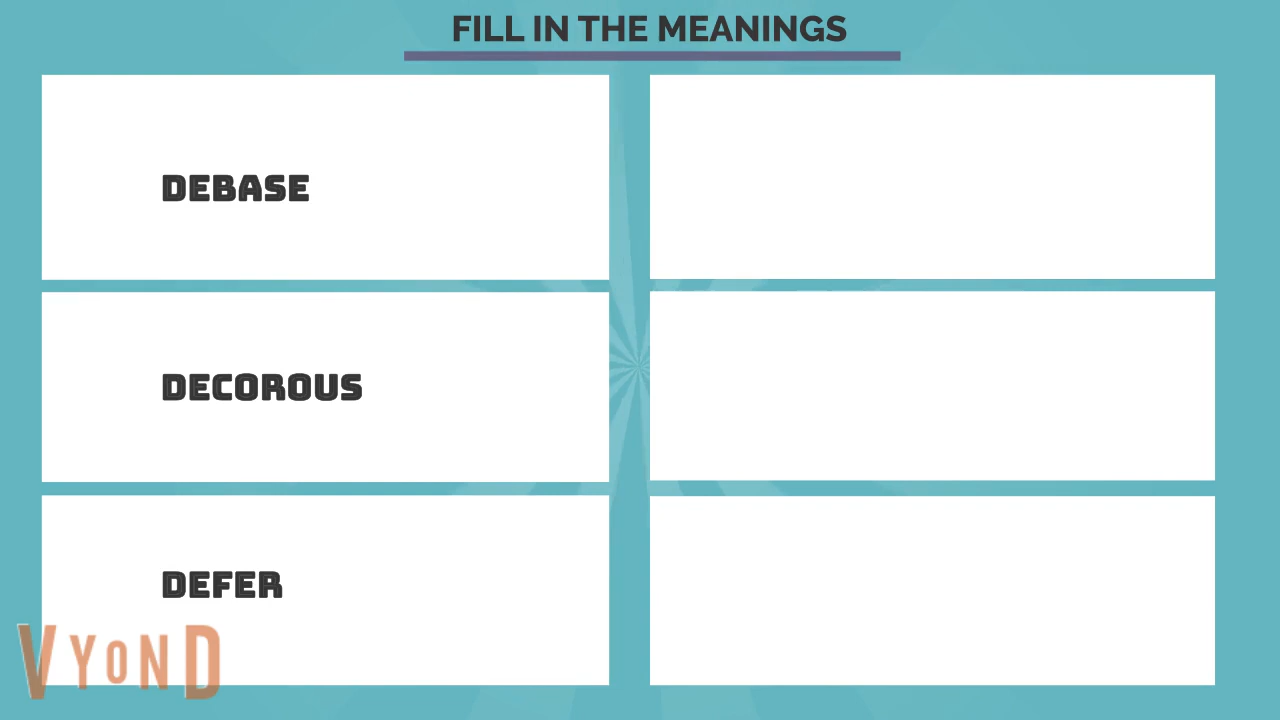 FILL IN THE MEANINGS
DEBASE
DECOROUS
DEFER
VYOND